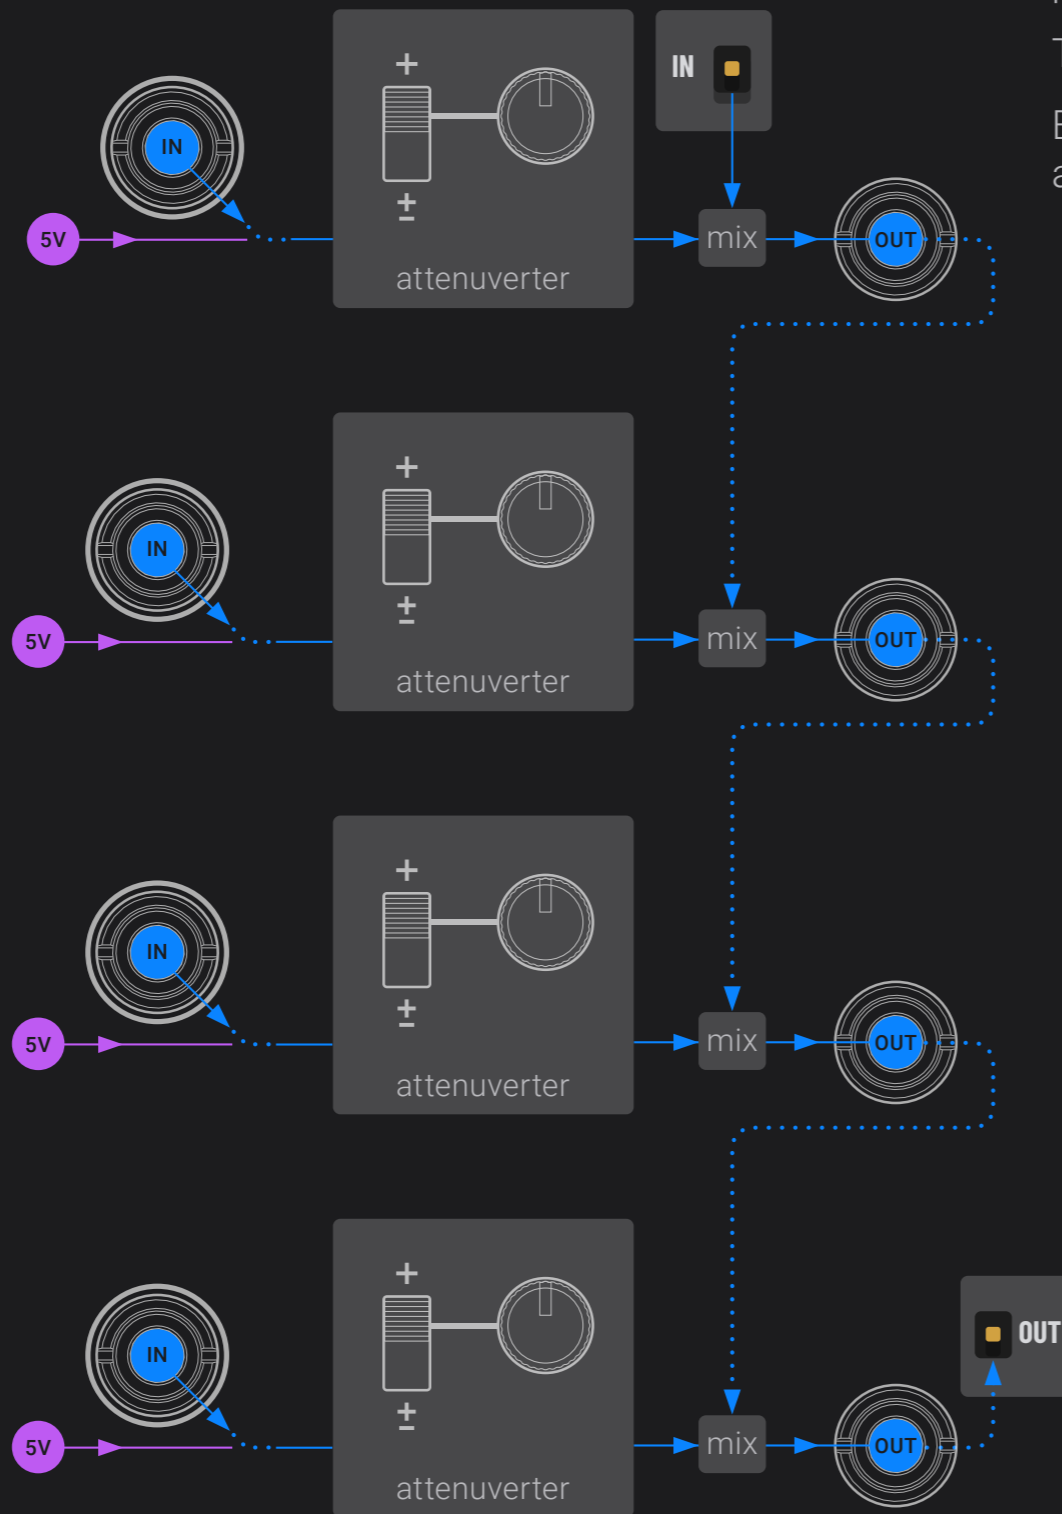 +
IN
IN
5V
±
mix
OUT
attenuverter
+
IN
5V
±
mix
OUT
attenuverter
+
IN
5V
±
mix
OUT
attenuverter
+
OUT
IN
5V
±
mix
OUT
attenuverter